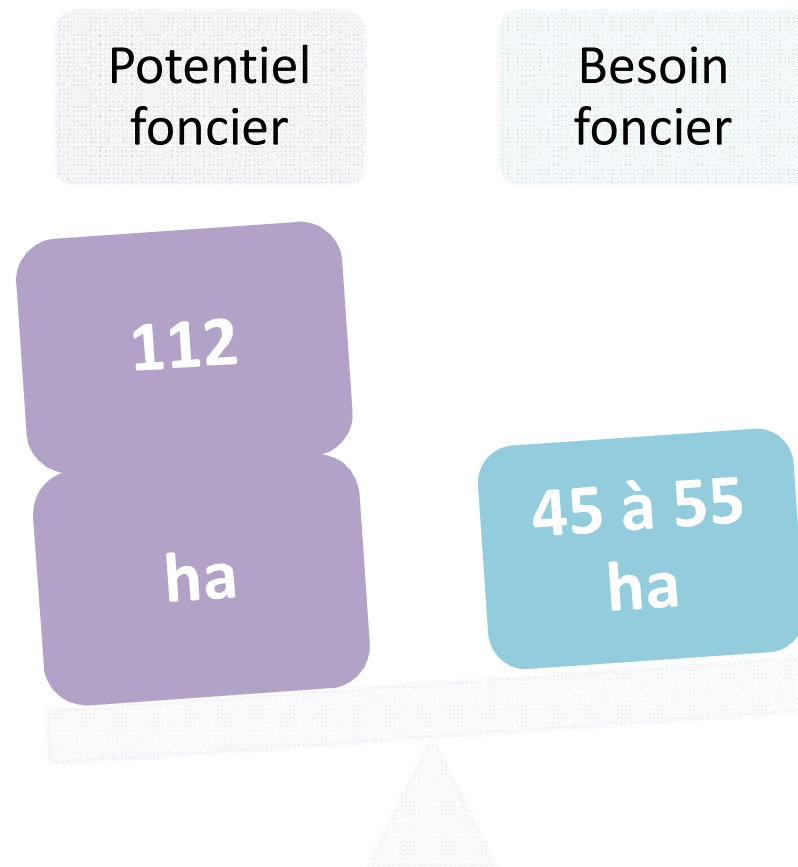 Potentiel
foncier
Besoin
foncier
112
ha
45 à 55
ha